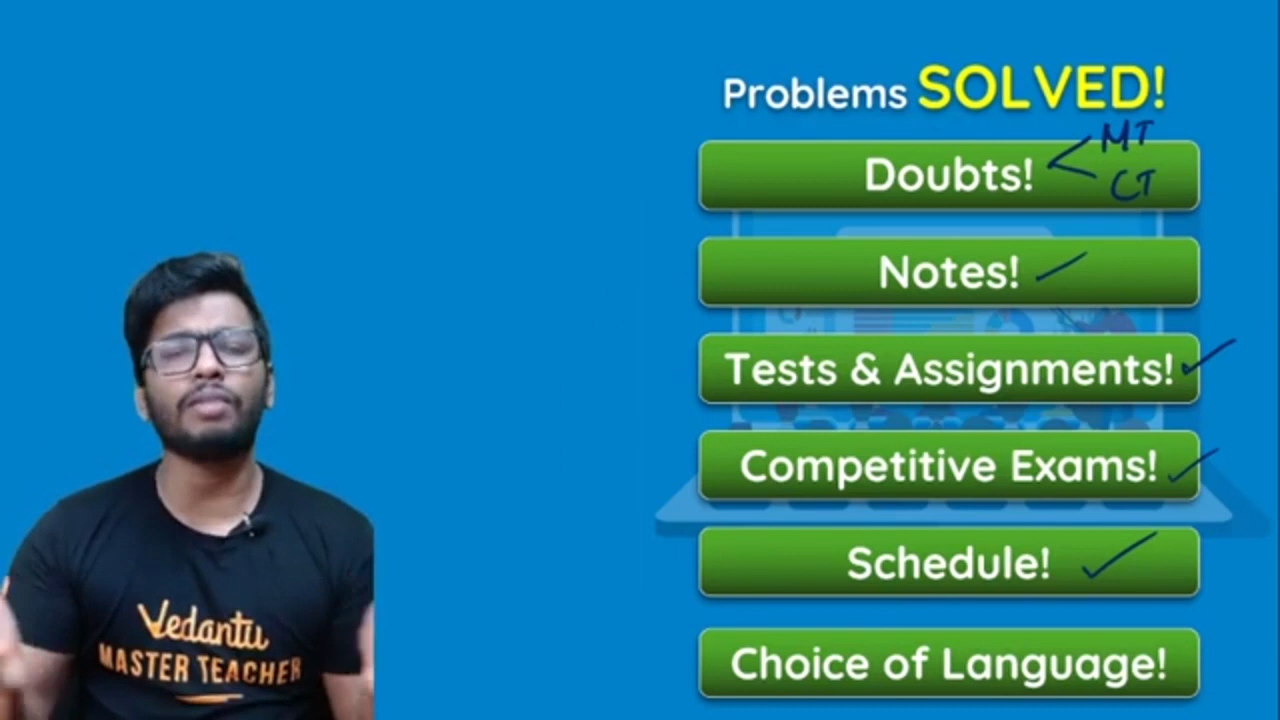 Problems SOLVED!
Doubts! MT
CT
Notes!
Tests & Assignments!
Competitive Exams!
Schedule!
Choice of Language!
Vedantu
MASTER TEACHER